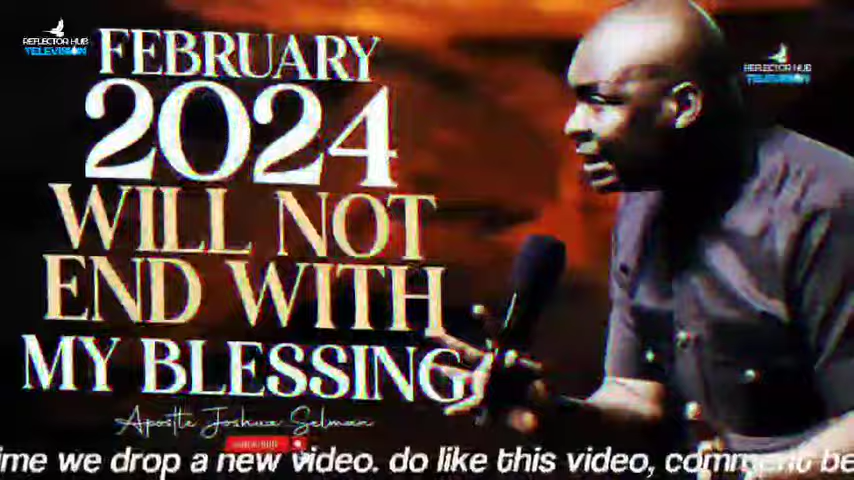 REFLECTOR HUB
TELEVISION
FEBRUARY
2024
WILL NOT
END WITH
MY BLESSING
Apostle Joshua Selman
SUBSCRIBE
REFLECTOR HUB
TELEVISION
ime we drop a new video. do like this video, comment be